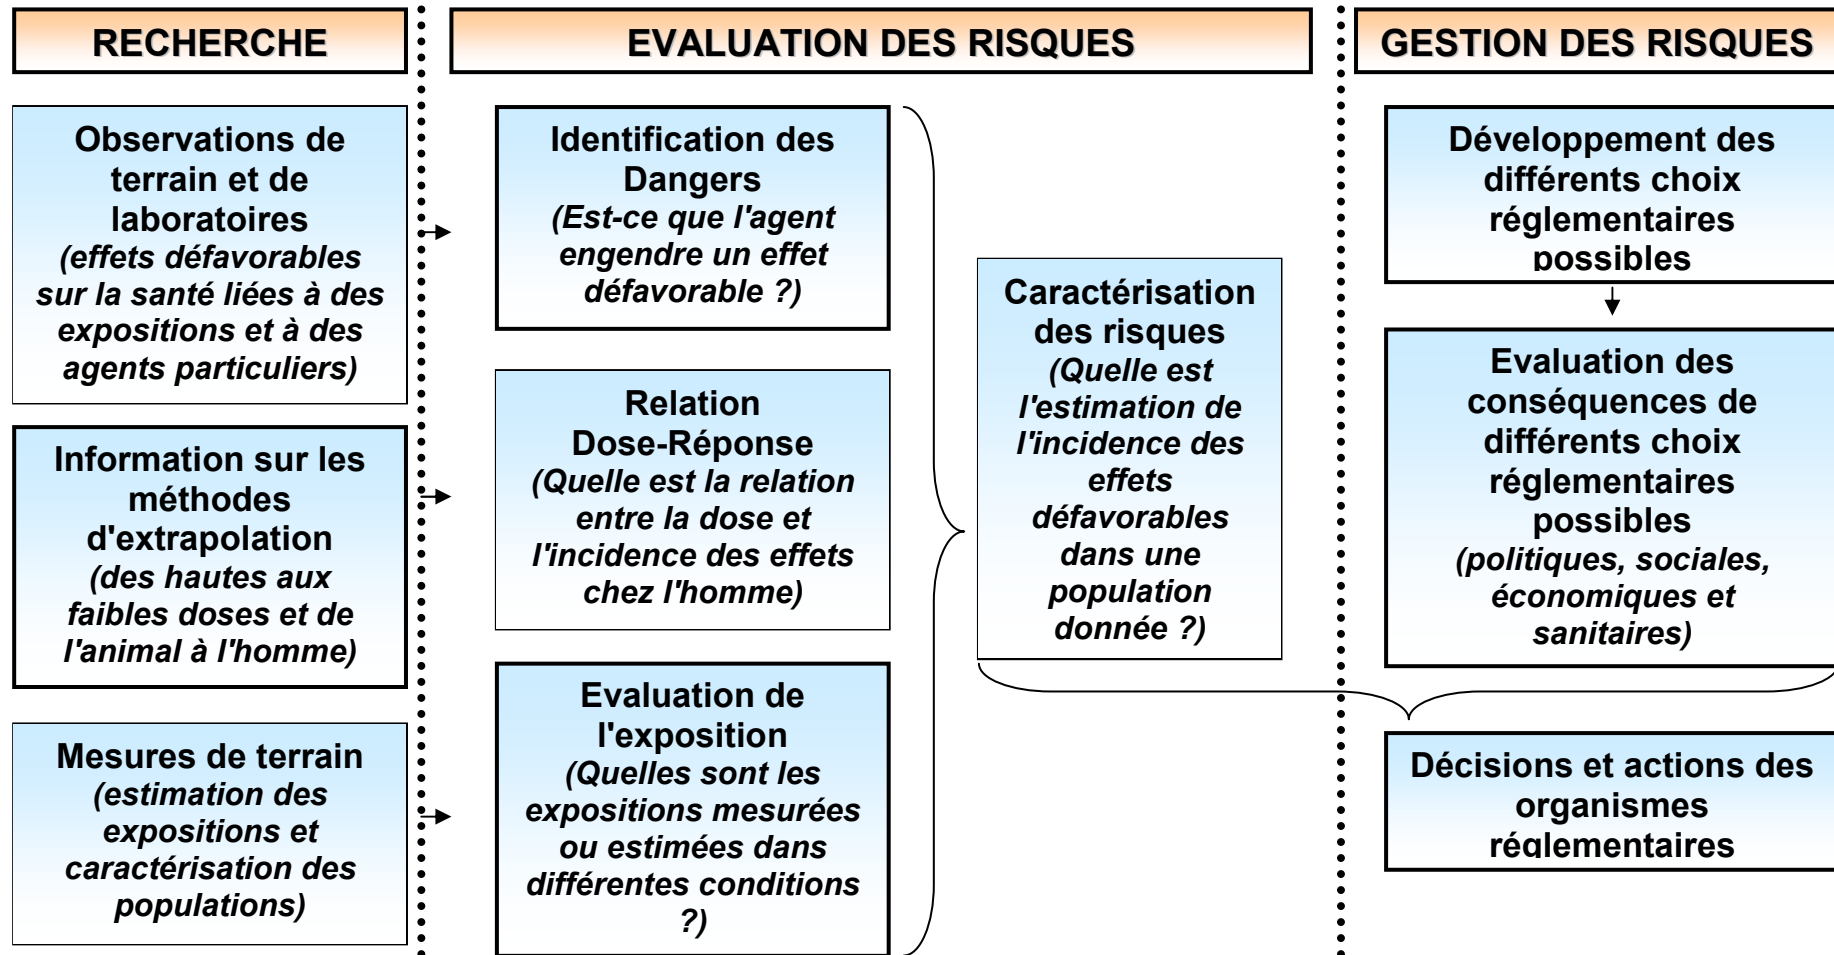 RECHERCHE
EVALUATION DES RISQUES
GESTION DES RISQUES
Observations de
terrain et de
laboratoires
(effets défavorables
sur la santé liées à des
expositions et à des
agents particuliers)
Information sur les
méthodes
d'extrapolation
(des hautes aux
faibles doses et de
l'animal à l'homme)
Mesures de terrain
(estimation des
expositions et
caractérisation des
populations)
Identification des
Dangers
(Est-ce que l'agent
engendre un effet
défavorable ?)
Relation
Dose-Réponse
(Quelle est la relation
entre la dose et
l'incidence des effets
chez l'homme)
Evaluation de
l'exposition
(Quelles sont les
expositions mesurées
ou estimées dans
différentes conditions
?)
Caractérisation
des risques
(Quelle est
l'estimation de
l'incidence des
effets
défavorables
dans une
population
donnée ?)
Développement des
différents choix
réglementaires
possibles
Evaluation des
conséquences de
différents choix
réglementaires
possibles
(politiques, sociales,
économiques et
sanitaires)
Décisions et actions des
organismes
réglementaires